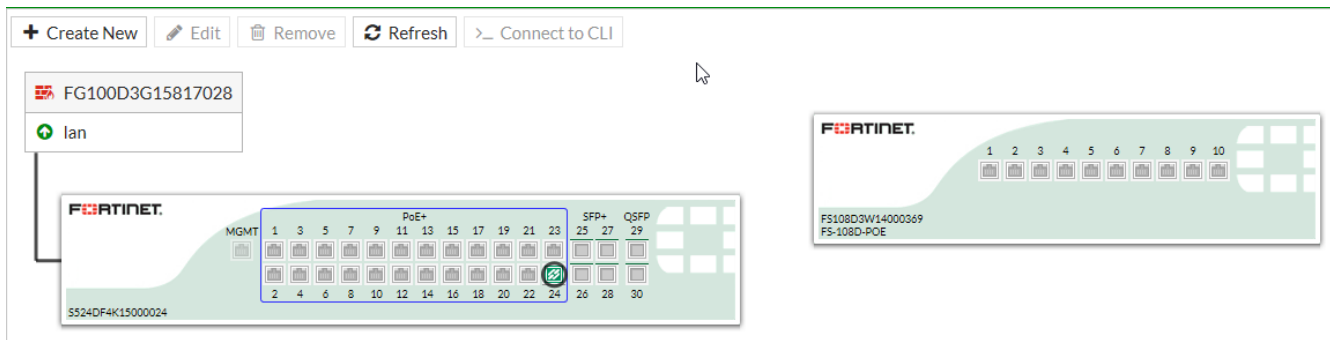 Create New Edit Remove Refresh >_ Connect to CLI
FG100D3G15817028
lan
FORTINET.
PoE+ SFP+ QSFP
MGMT 1 3 5 7 9 11 13 15 17 19 21 23 25 27 29
2 4 6 8 10 12 14 16 18 20 22 24 26 28 30
S524DF4K15000024
FORTINET.
1 2 3 4 5 6 7 8 9 10
FS108D3W14000369
FS-108D-POE